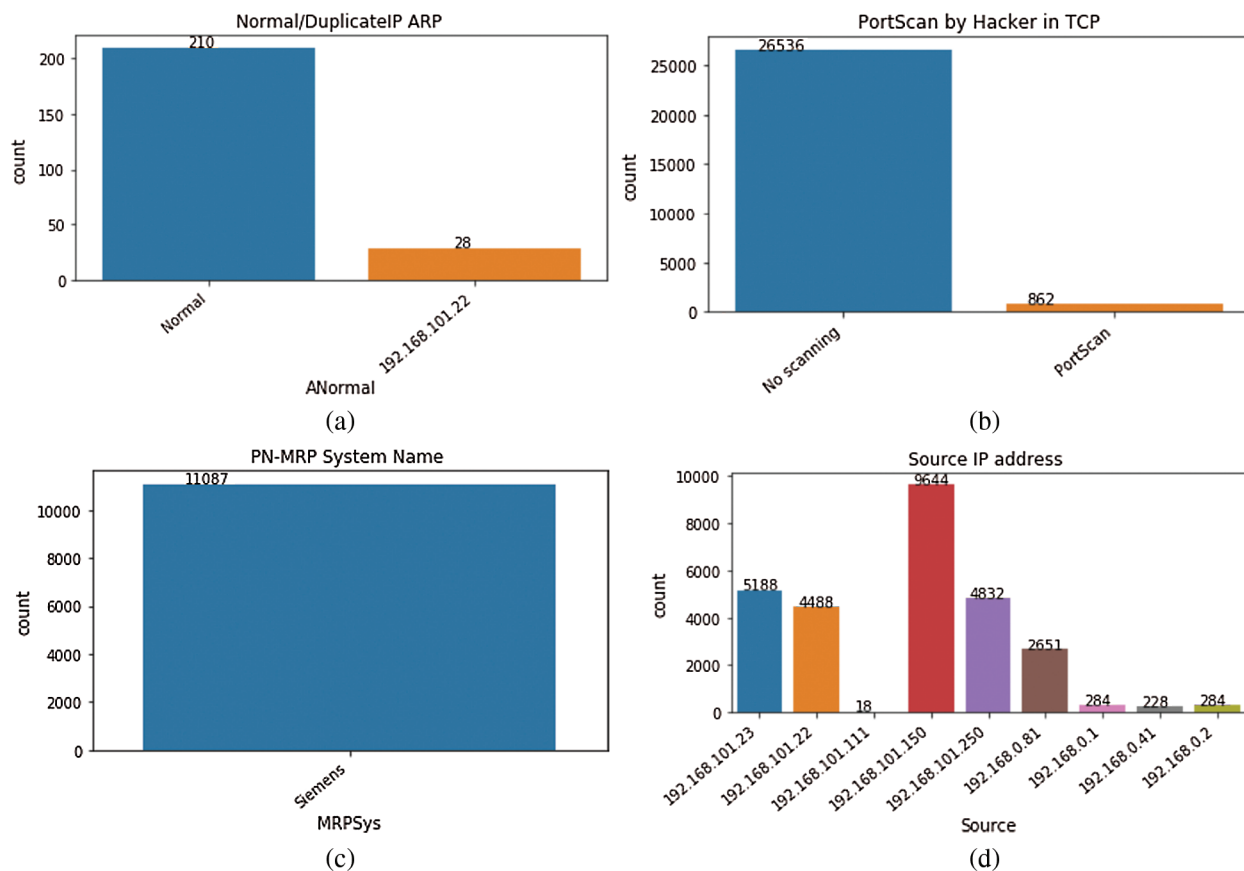 Normal/DuplicateIP ARP
200
150
100
50
0
count
210
28
Normal
192.168.101.22
ANormal
(a)
PortScan by Hacker in TCP
25000
20000
15000
10000
5000
0
count
26536
862
No scanning
PortScan
(b)
PN-MRP System Name
10000
8000
6000
4000
2000
0
count
11087
Siemens
MRPSys
(c)
Source IP address
10000
8000
6000
4000
2000
0
count
5188
4488
18
9644
4832
2651
284
228
284
192.168.101.23
192.168.101.22
192.168.101.111
192.168.101.150
192.168.101.250
192.168.0.81
192.168.0.1
192.168.0.41
192.168.0.2
Source
(d)